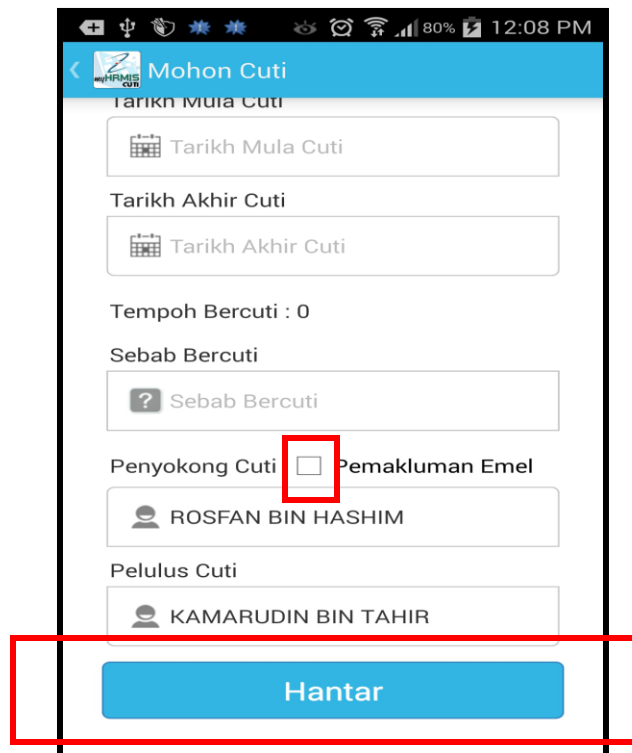 80% 12:08 PM
myHRMIS CUTI Mohon Cuti
Tarikh Mula Cuti
Tarikh Mula Cuti
Tarikh Akhir Cuti
Tarikh Akhir Cuti
Tempoh Bercuti : 0
Sebab Bercuti
? Sebab Bercuti
Penyokong Cuti Pemakluman Emel
ROSFAN BIN HASHIM
Pelulus Cuti
KAMARUDIN BIN TAHIR
Hantar